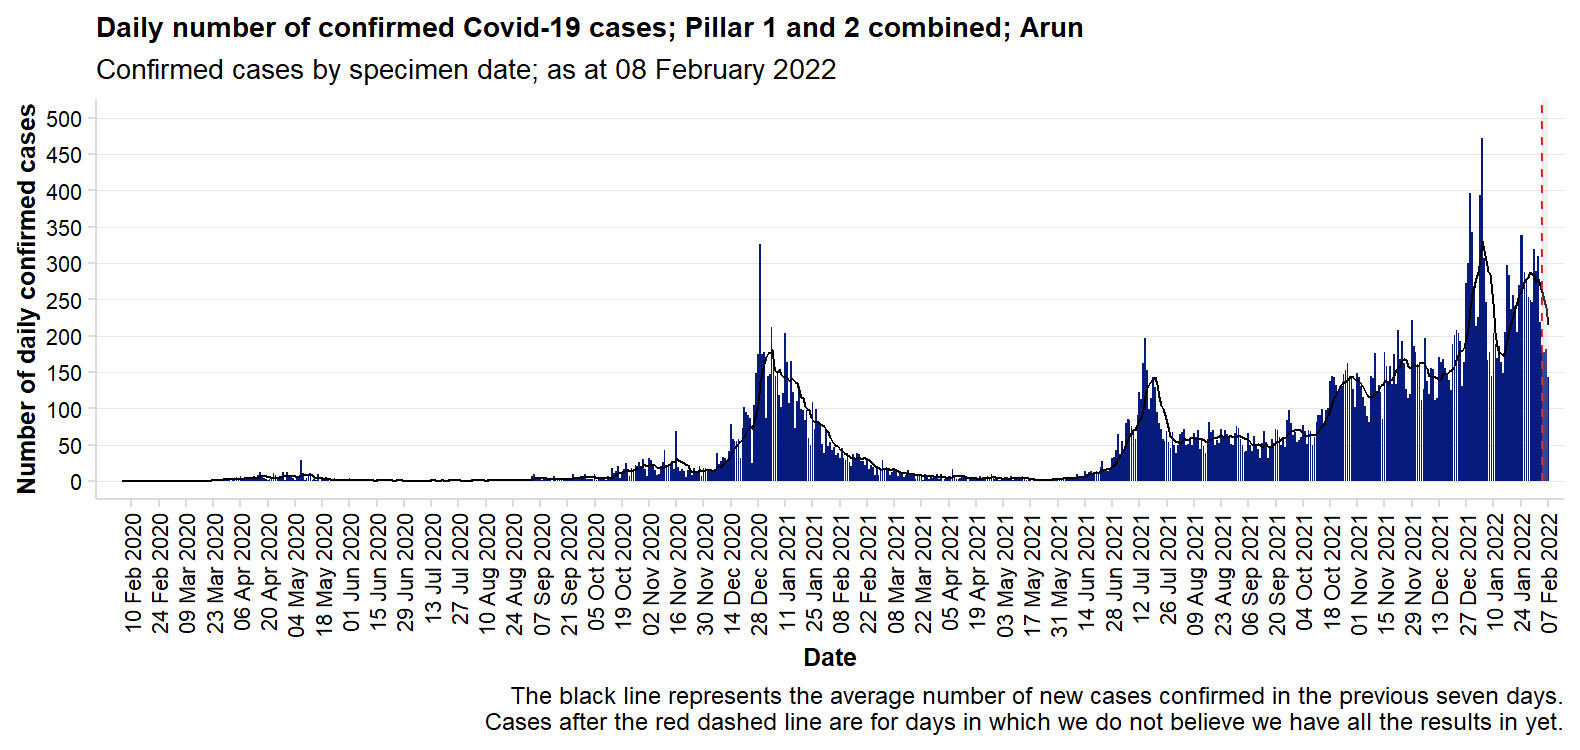 Daily number of confirmed Covid-19 cases; Pillar 1 and 2 combined; Arun
Confirmed cases by specimen date; as at 08 February 2022
Number of daily confirmed cases
500
450
400
350
300
250
200
150
100
50
0
10 Feb 2020
24 Feb 2020
09 Mar 2020
23 Mar 2020
06 Apr 2020
20 Apr 2020
04 May 2020
18 May 2020
01 Jun 2020
15 Jun 2020
29 Jun 2020
13 Jul 2020
27 Jul 2020
10 Aug 2020
24 Aug 2020
07 Sep 2020
21 Sep 2020
05 Oct 2020
19 Oct 2020
02 Nov 2020
16 Nov 2020
30 Nov 2020
14 Dec 2020
28 Dec 2020
11 Jan 2021
25 Jan 2021
08 Feb 2021
22 Feb 2021
08 Mar 2021
22 Mar 2021
05 Apr 2021
19 Apr 2021
03 May 2021
17 May 2021
31 May 2021
14 Jun 2021
28 Jun 2021
12 Jul 2021
26 Jul 2021
09 Aug 2021
23 Aug 2021
06 Sep 2021
20 Sep 2021
04 Oct 2021
18 Oct 2021
01 Nov 2021
15 Nov 2021
29 Nov 2021
13 Dec 2021
27 Dec 2021
10 Jan 2022
24 Jan 2022
07 Feb 2022
Date
The black line represents the average number of new cases confirmed in the previous seven days.
Cases after the red dashed line are for days in which we do not believe we have all the results in yet.